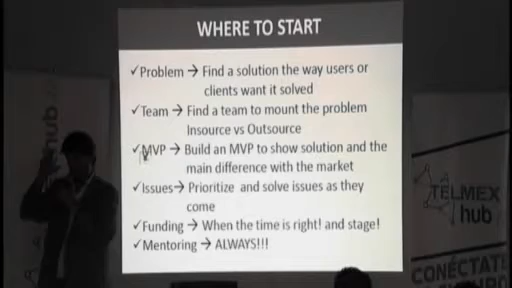 WHERE TO START
✓Problem → Find a solution the way users or
clients want it solved
✓Team → Find a team to mount the problem
Insource vs Outsource
✓MVP → Build an MVP to show solution and the
main difference with the market
✓Issues→ Prioritize and solve issues as they
come
✓Funding → When the time is right! and stage!
✓Mentoring → ALWAYS!!!
hub
TELMEX
hub
CONÉCTATE